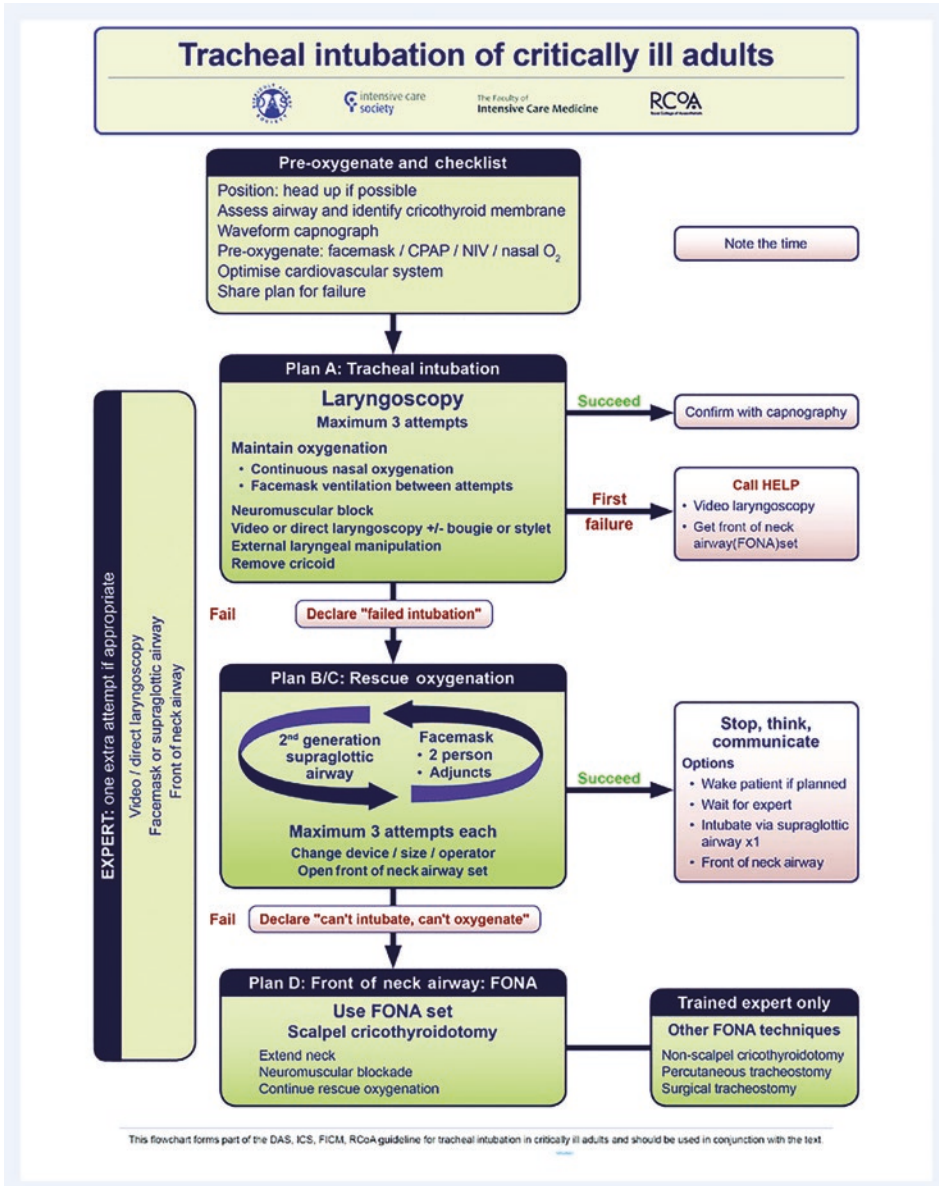 Tracheal intubation of critically ill adults
DAS
intensive care
society
The Faculty of
Intensive Care Medicine
RCoA
Royal College of Anaesthetists
Pre-oxygenate and checklist
Position: head up if possible
Assess airway and identify cricothyroid membrane
Waveform capnograph
Pre-oxygenate: facemask / CPAP / NIV / nasal O₂
Optimise cardiovascular system
Share plan for failure
Note the time
Plan A: Tracheal intubation
Laryngoscopy
Maximum 3 attempts
Maintain oxygenation
• Continuous nasal oxygenation
• Facemask ventilation between attempts
Neuromuscular block
Video or direct laryngoscopy +/- bougie or stylet
External laryngeal manipulation
Remove cricoid
Succeed
Confirm with capnography
First
failure
Call HELP
• Video laryngoscopy
• Get front of neck
airway(FONA)set
Fail
Declare "failed intubation"
EXPERT: one extra attempt if appropriate
Video / direct laryngoscopy
Facemask or supraglottic airway
Front of neck airway
Plan B/C: Rescue oxygenation
2nd generation
supraglottic
airway
Facemask
• 2 person
• Adjuncts
Maximum 3 attempts each
Change device / size / operator
Open front of neck airway set
Succeed
Stop, think,
communicate
Options
• Wake patient if planned
• Wait for expert
• Intubate via supraglottic
airway x1
• Front of neck airway
Fail
Declare "can't intubate, can't oxygenate"
Plan D: Front of neck airway: FONA
Use FONA set
Scalpel cricothyroidotomy
Extend neck
Neuromuscular blockade
Continue rescue oxygenation
Trained expert only
Other FONA techniques
Non-scalpel cricothyroidotomy
Percutaneous tracheostomy
Surgical tracheostomy
This flowchart forms part of the DAS, ICS, FICM, RCoA guideline for tracheal intubation in critically ill adults and should be used in conjunction with the text.